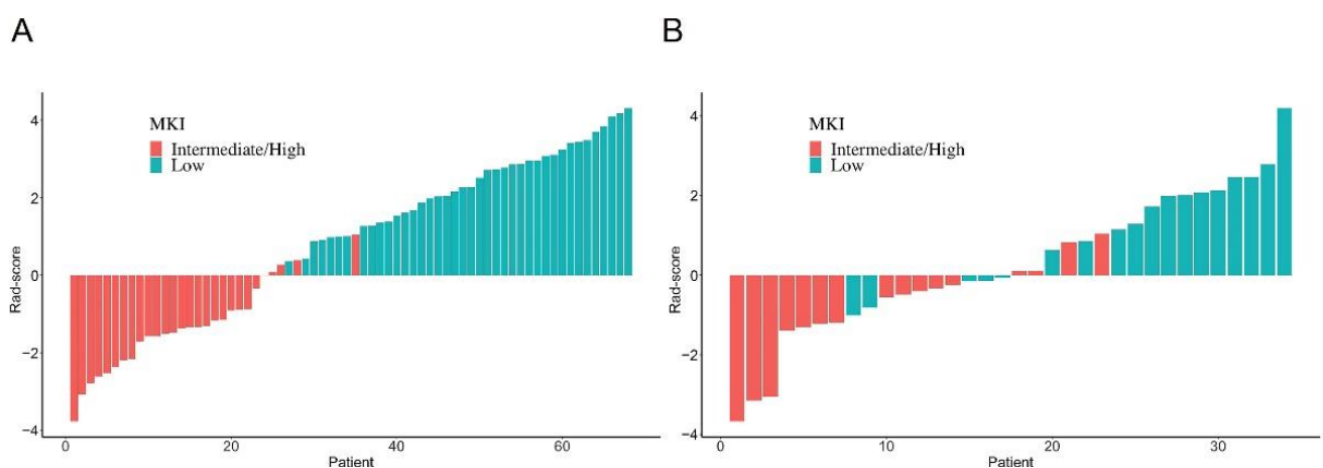 A
MKI
Intermediate/High
Low
Rad-score
4
2
0
−2
−4
0
20
40
60
Patient
B
MKI
Intermediate/High
Low
Rad-score
4
2
0
−2
−4
0
10
20
30
Patient